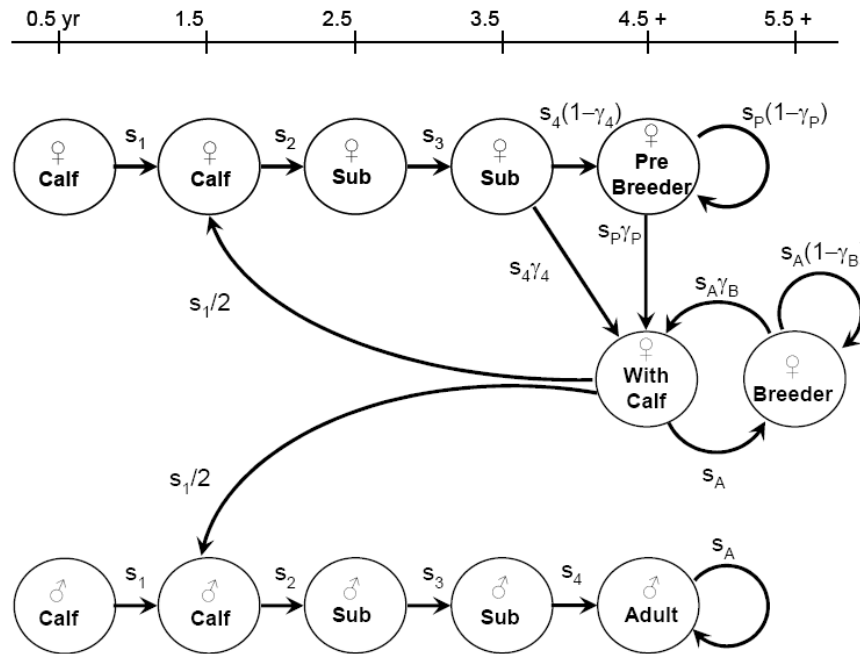 0.5 yr 1.5 2.5 3.5 4.5 + 5.5 +
s₁ s₂ s₃ s₄(1–γ₄) s_P(1–γ_P)
♀ ♀ ♀ ♀ ♀
Calf Calf Sub Sub Pre
Breeder
s₄γ₄ s_Pγ_P
s_A(1–γ_B
s_Aγ_B
s₁/2
♀ ♀
With
Calf
Breeder
s_A
s₁/2
s₁ s₂ s₃ s₄ s_A
♂ ♂ ♂ ♂ ♂
Calf Calf Sub Sub Adult